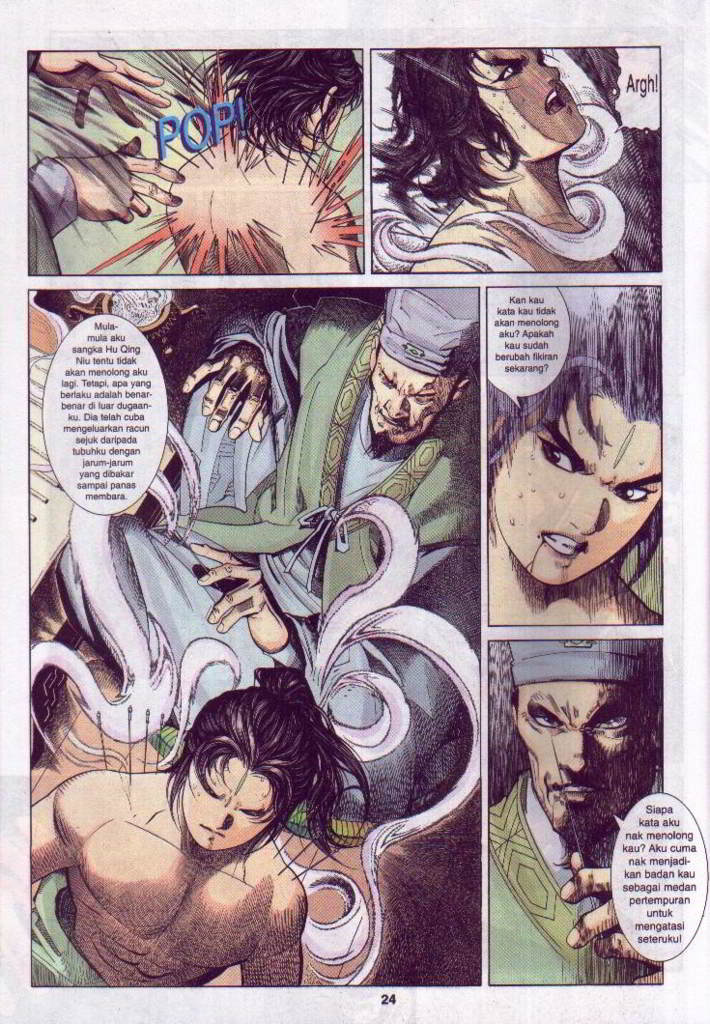 POP!
Argh!
Mula-
mula aku
sangka Hu Qing
Niu tentu tidak
akan menolong aku
lagi. Tetapi, apa yang
berlaku adalah benar-
benar di luar dugaan-
ku. Dia telah cuba
mengeluarkan racun
sejuk daripada
tubuhku dengan
jarum-jarum
yang dibakar
sampai panas
membara.
Kan kau
kata kau tidak
akan menolong
aku? Apakah
kau sudah
berubah fikiran
sekarang?
Siapa
kata aku
nak menolong
kau? Aku cuma
nak menjadi-
kan badan kau
sebagai medan
pertempuran
untuk
mengatasi
seteruku!
24